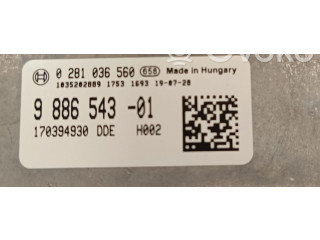 0 281 036 560 658 Made in Hungary
1035202889 1753 1693 19-07-28
9 886 543 -01
170394930 DDE H002